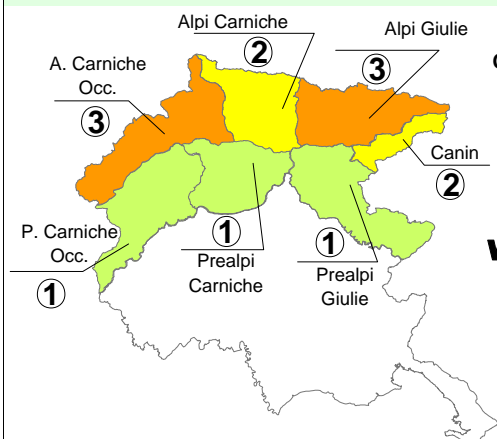 Alpi Carniche
2
Alpi Giulie
3
A. Carniche
Occ.
3
Canin
2
P. Carniche
Occ.
1
1
Prealpi
Carniche
1
Prealpi
Giulie